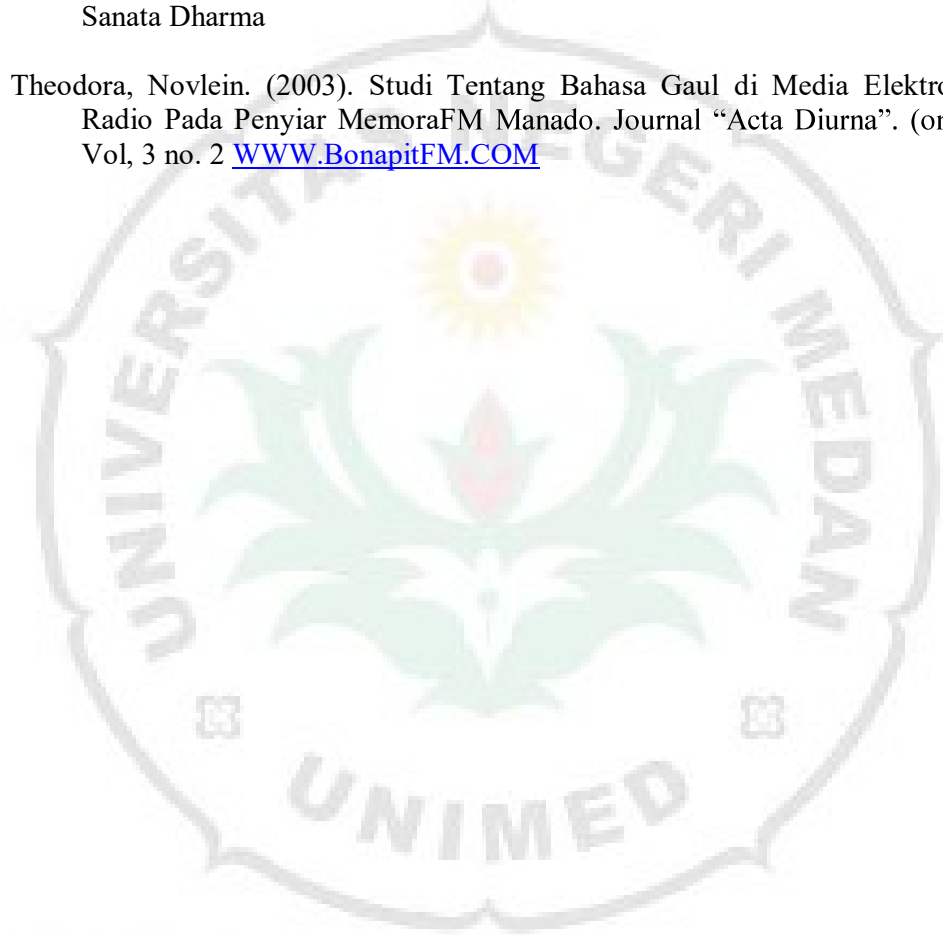 Sanata Dharma
Theodora, Novlein. (2003). Studi Tentang Bahasa Gaul di Media Elektro
Radio Pada Penyiar MemoraFM Manado. Journal “Acta Diurna”. (on
Vol, 3 no. 2 WWW.BonapitFM.COM
UNIVERSITAS NEGERI MEDAN
UNIMED